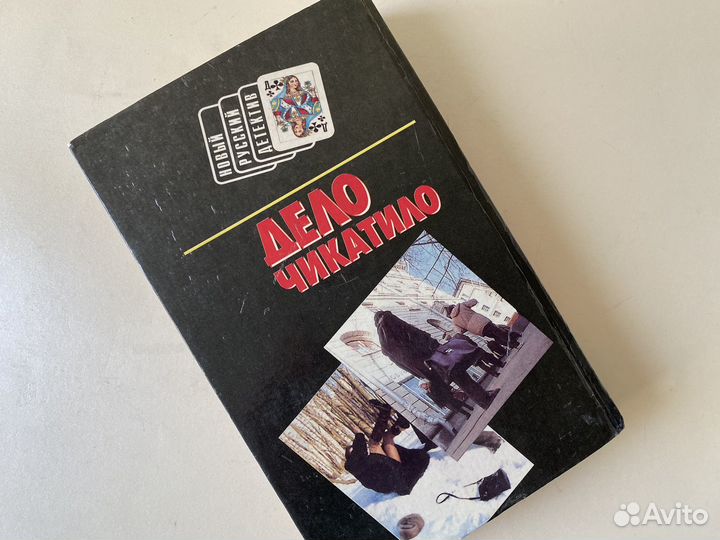 НОВЫЙ
РУССКИЙ
ДЕТЕКТИВ
Д
Д
ДЕЛО
ЧИКАТИЛО
Avito